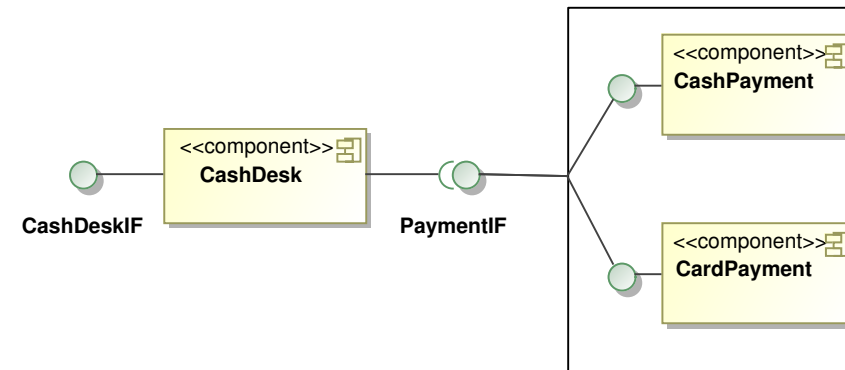 <<component>>
CashPayment
<<component>>
CashDesk
CashDeskIF
PaymentIF
<<component>>
CardPayment